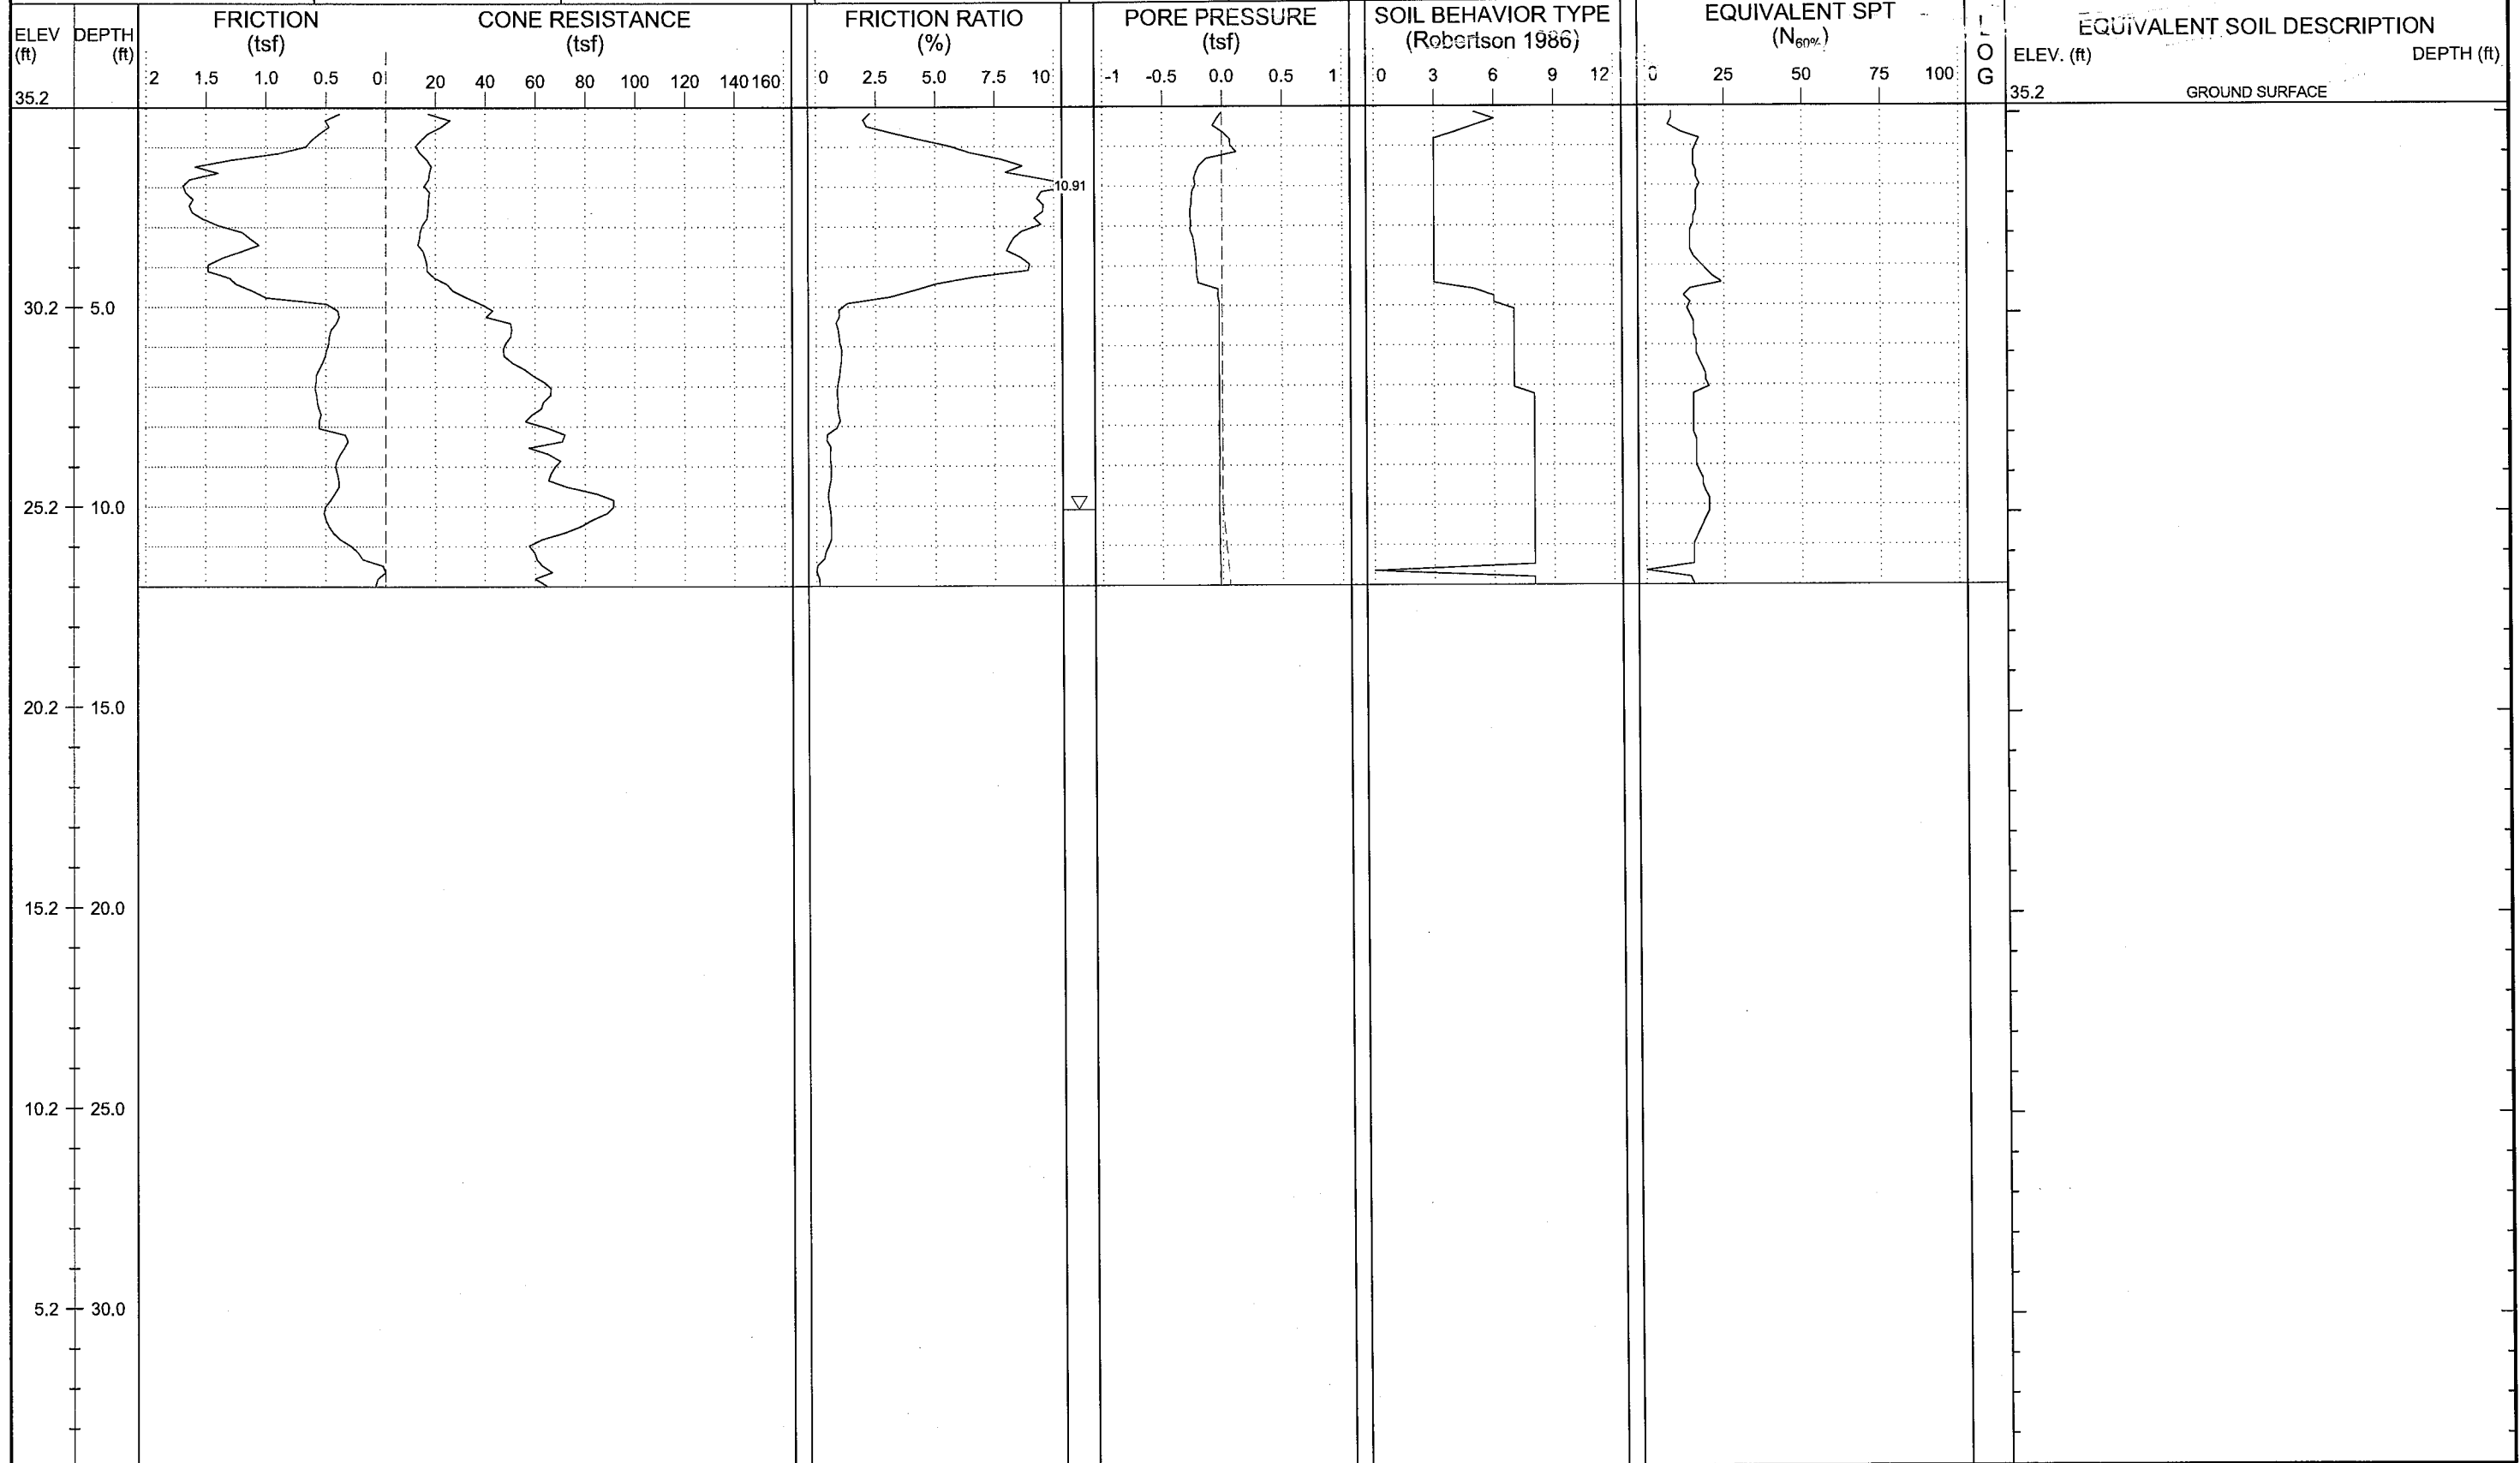 ELEV (ft)
DEPTH (ft)
35.2
FRICTION
(tsf)
2 1.5 1.0 0.5 0
CONE RESISTANCE
(tsf)
20 40 60 80 100 120 140 160
FRICTION RATIO
(%)
0 2.5 5.0 7.5 10
PORE PRESSURE
(tsf)
-1 -0.5 0.0 0.5 1
SOIL BEHAVIOR TYPE
(Robertson 1986)
0 3 6 9 12
EQUIVALENT SPT
(N60%)
0 25 50 75 100
LOG
EQUIVALENT SOIL DESCRIPTION
ELEV. (ft) DEPTH (ft)
35.2 GROUND SURFACE
10.91
30.2 5.0
25.2 10.0
20.2 15.0
15.2 20.0
10.2 25.0
5.2 30.0